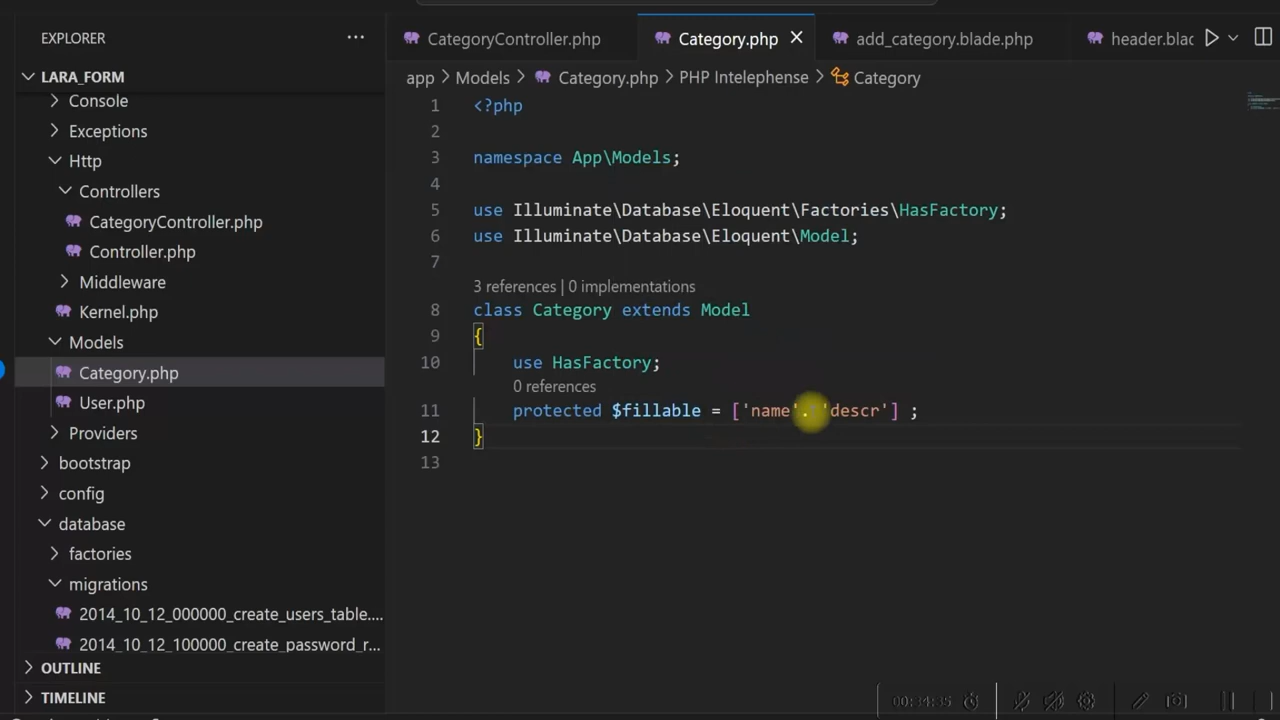 EXPLORER
LARA_FORM
Console
Exceptions
Http
Controllers
CategoryController.php
Controller.php
Middleware
Kernel.php
Models
Category.php
User.php
Providers
bootstrap
config
database
factories
migrations
2014_10_12_000000_create_users_table....
2014_10_12_100000_create_password_r...
OUTLINE
TIMELINE
CategoryController.php
Category.php
add_category.blade.php
header.blac
app > Models > Category.php > PHP Intelephense > Category
1 <?php
2
3 namespace App\Models;
4
5 use Illuminate\Database\Eloquent\Factories\HasFactory;
6 use Illuminate\Database\Eloquent\Model;
7
3 references | 0 implementations
8 class Category extends Model
9 {
10 use HasFactory;
0 references
11 protected $fillable = ['name', 'descr'] ;
12 }
13
00:34:35